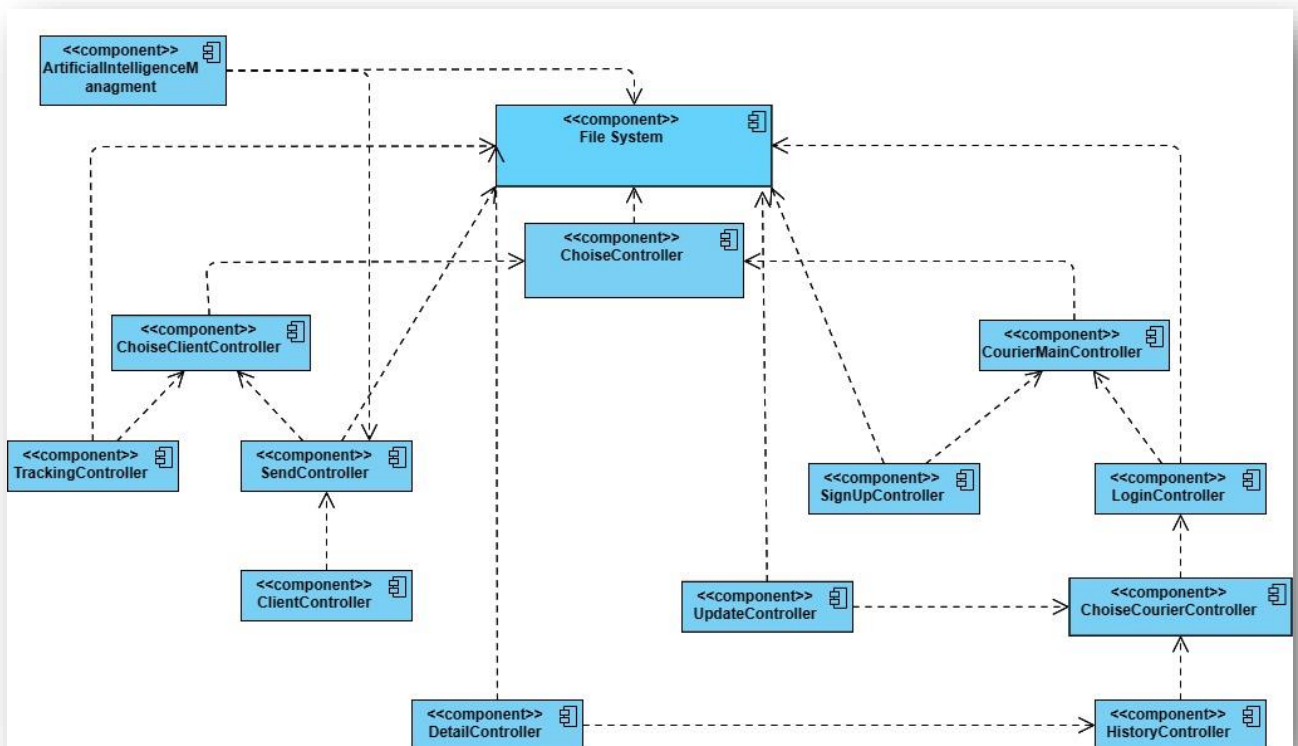 <<component>>
ArtificialIntelligenceM
anagment
<<component>>
File System
<<component>>
ChoiseController
<<component>>
ChoiseClientController
<<component>>
CourierMainController
<<component>>
TrackingController
<<component>>
SendController
<<component>>
SignUpController
<<component>>
LoginController
<<component>>
ClientController
<<component>>
UpdateController
<<component>>
ChoiseCourierController
<<component>>
DetailController
<<component>>
HistoryController